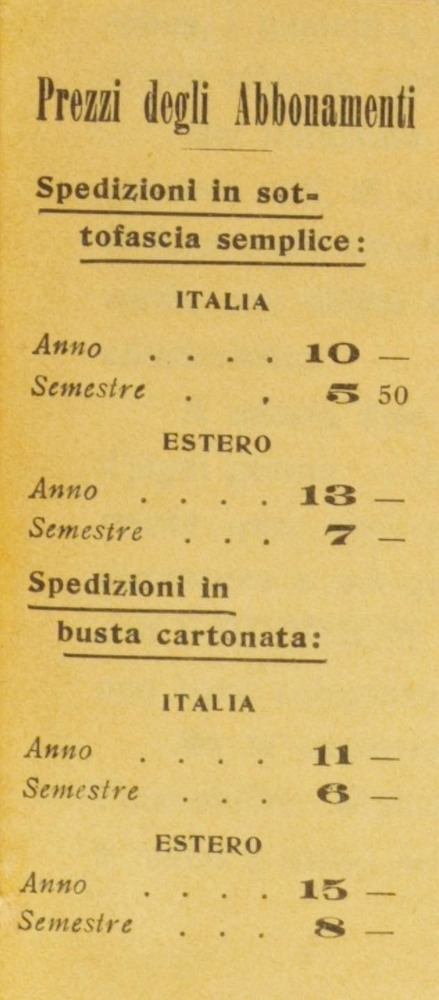 Prezzi degli Abbonamenti
Spedizioni in sot-
tofascia semplice:
ITALIA
Anno . . . . 10 —
Semestre . . 5 50
ESTERO
Anno . . . . 13 —
Semestre . . . 7 —
Spedizioni in
busta cartonata:
ITALIA
Anno . . . . 11 —
Semestre . . . 6 —
ESTERO
Anno . . . . 15 —
Semestre . . . 8 —